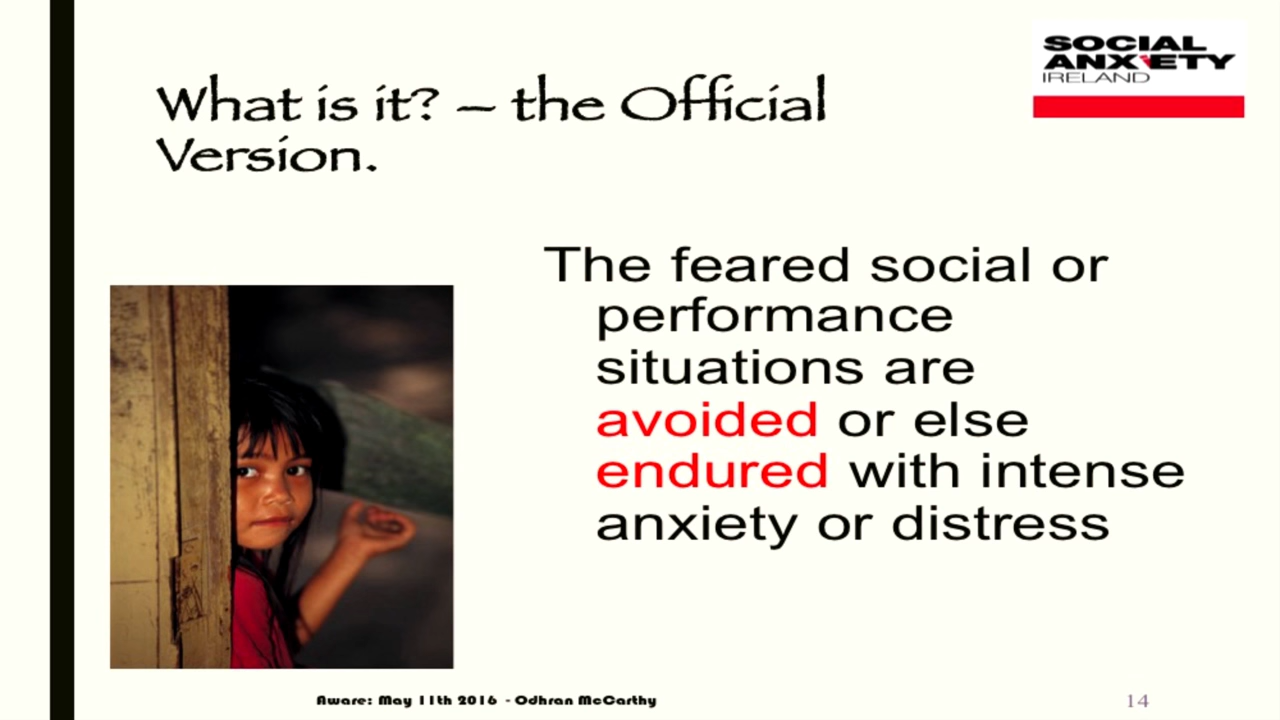 SOCIAL
ANXIETY
IRELAND
What is it? – the Official
Version.
The feared social or
performance
situations are
avoided or else
endured with intense
anxiety or distress
Aware: May 11th 2016 - Odhran McCarthy
14